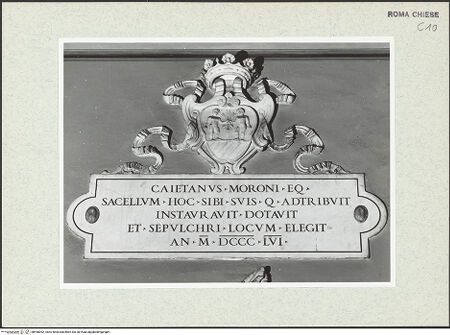 ROMA CHIESE
C10
CAIETANVS · MORONI · EQ ·
SACELLVM · HOC · SIBI · SVIS · Q · ADTRIBVIT
INSTAVRAVIT · DOTAVIT
ET · SEPVLCHRI · LOCVM · ELEGIT
AN · M · DCCC · LVI ·